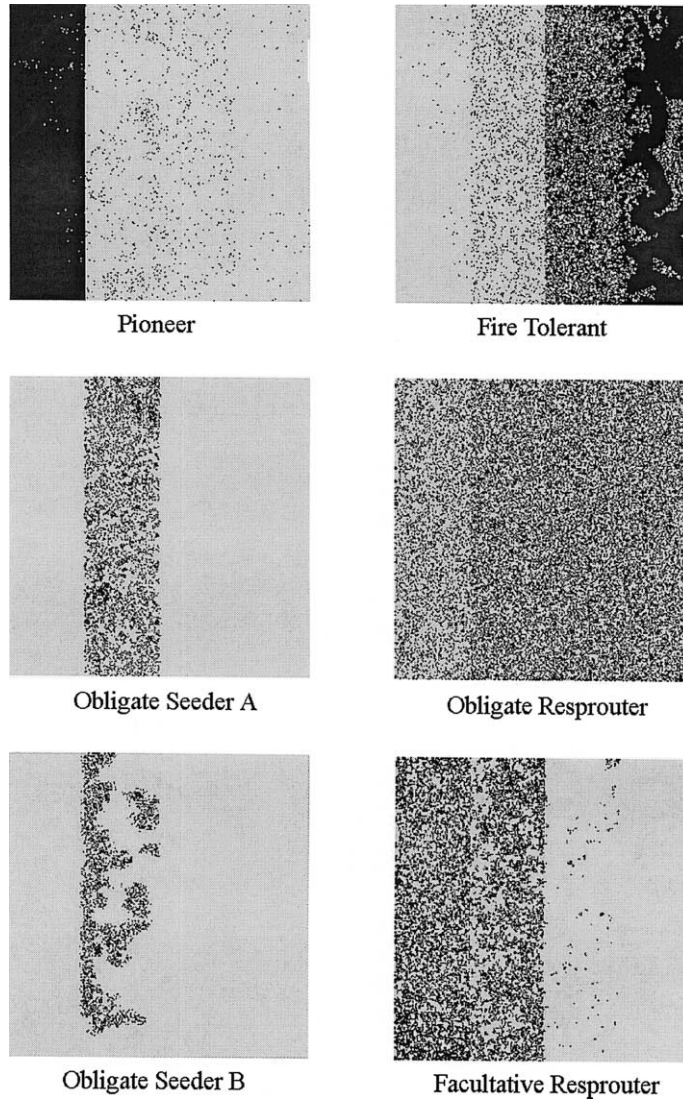 Pioneer
Fire Tolerant
Obligate Seeder A
Obligate Resprouter
Obligate Seeder B
Facultative Resprouter